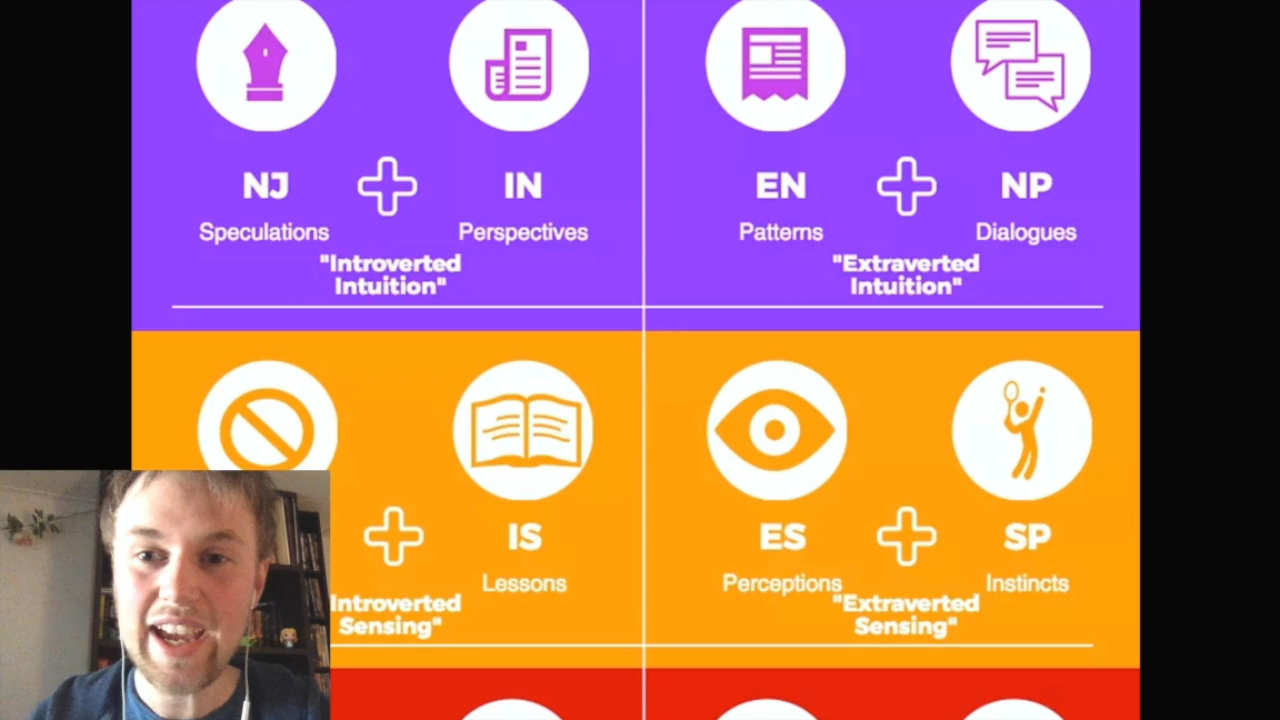 NJ IN EN NP
Speculations Perspectives Patterns Dialogues
"Introverted "Extraverted
Intuition" Intuition"
IS ES SP
Lessons Perceptions Instincts
Introverted "Extraverted
Sensing" Sensing"